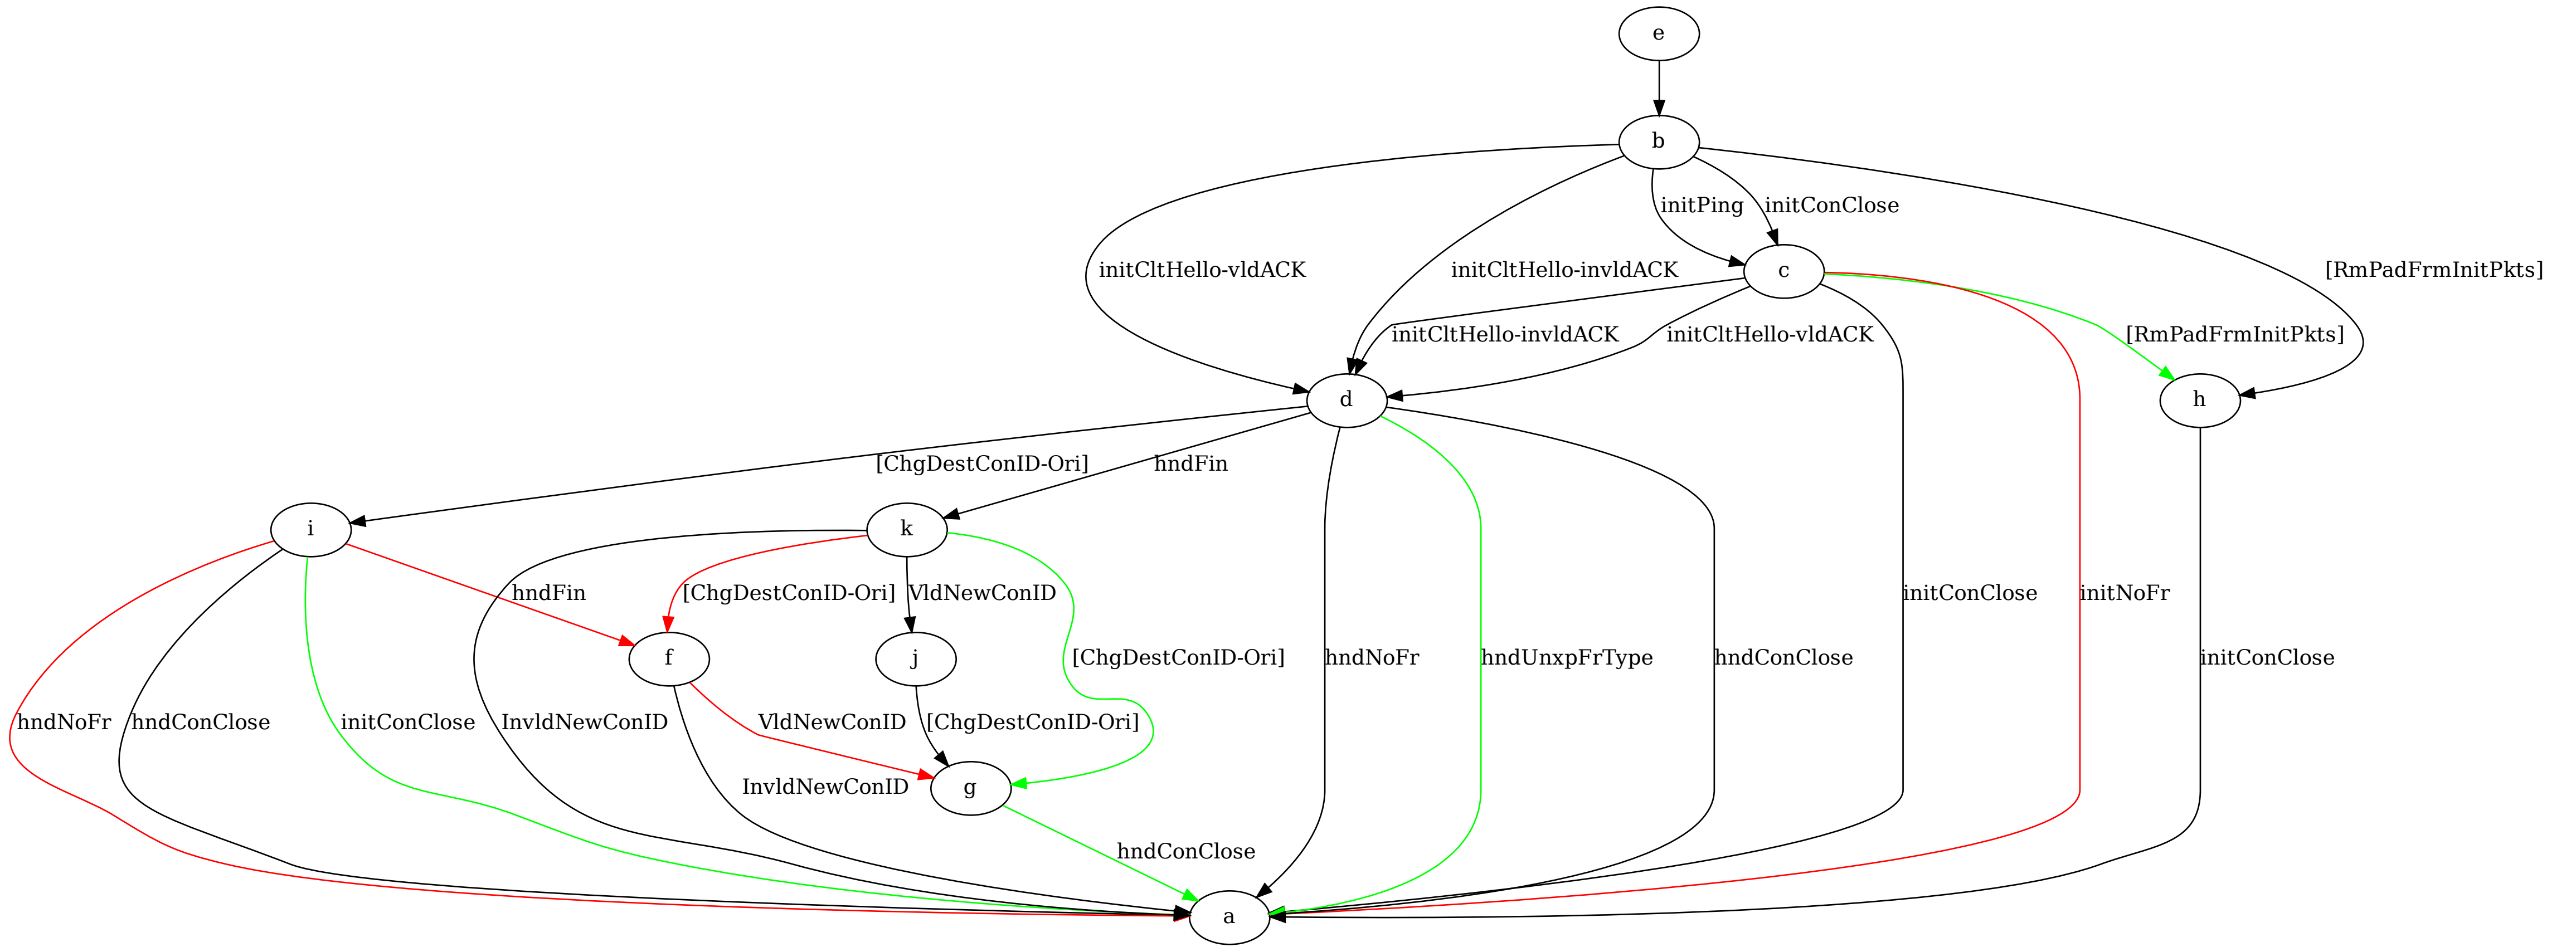 e
b
initPing
initConClose
initCltHello-vldACK
initCltHello-invldACK
c
[RmPadFrmInitPkts]
initCltHello-invldACK
initCltHello-vldACK
[RmPadFrmInitPkts]
d
h
[ChgDestConID-Ori]
hndFin
i
k
hndFin
[ChgDestConID-Ori]
VldNewConID
initConClose
initNoFr
f
j
[ChgDestConID-Ori]
hndNoFr
hndUnxpFrType
hndConClose
initConClose
hndNoFr
hndConClose
initConClose
InvldNewConID
VldNewConID
[ChgDestConID-Ori]
InvldNewConID
g
hndConClose
a